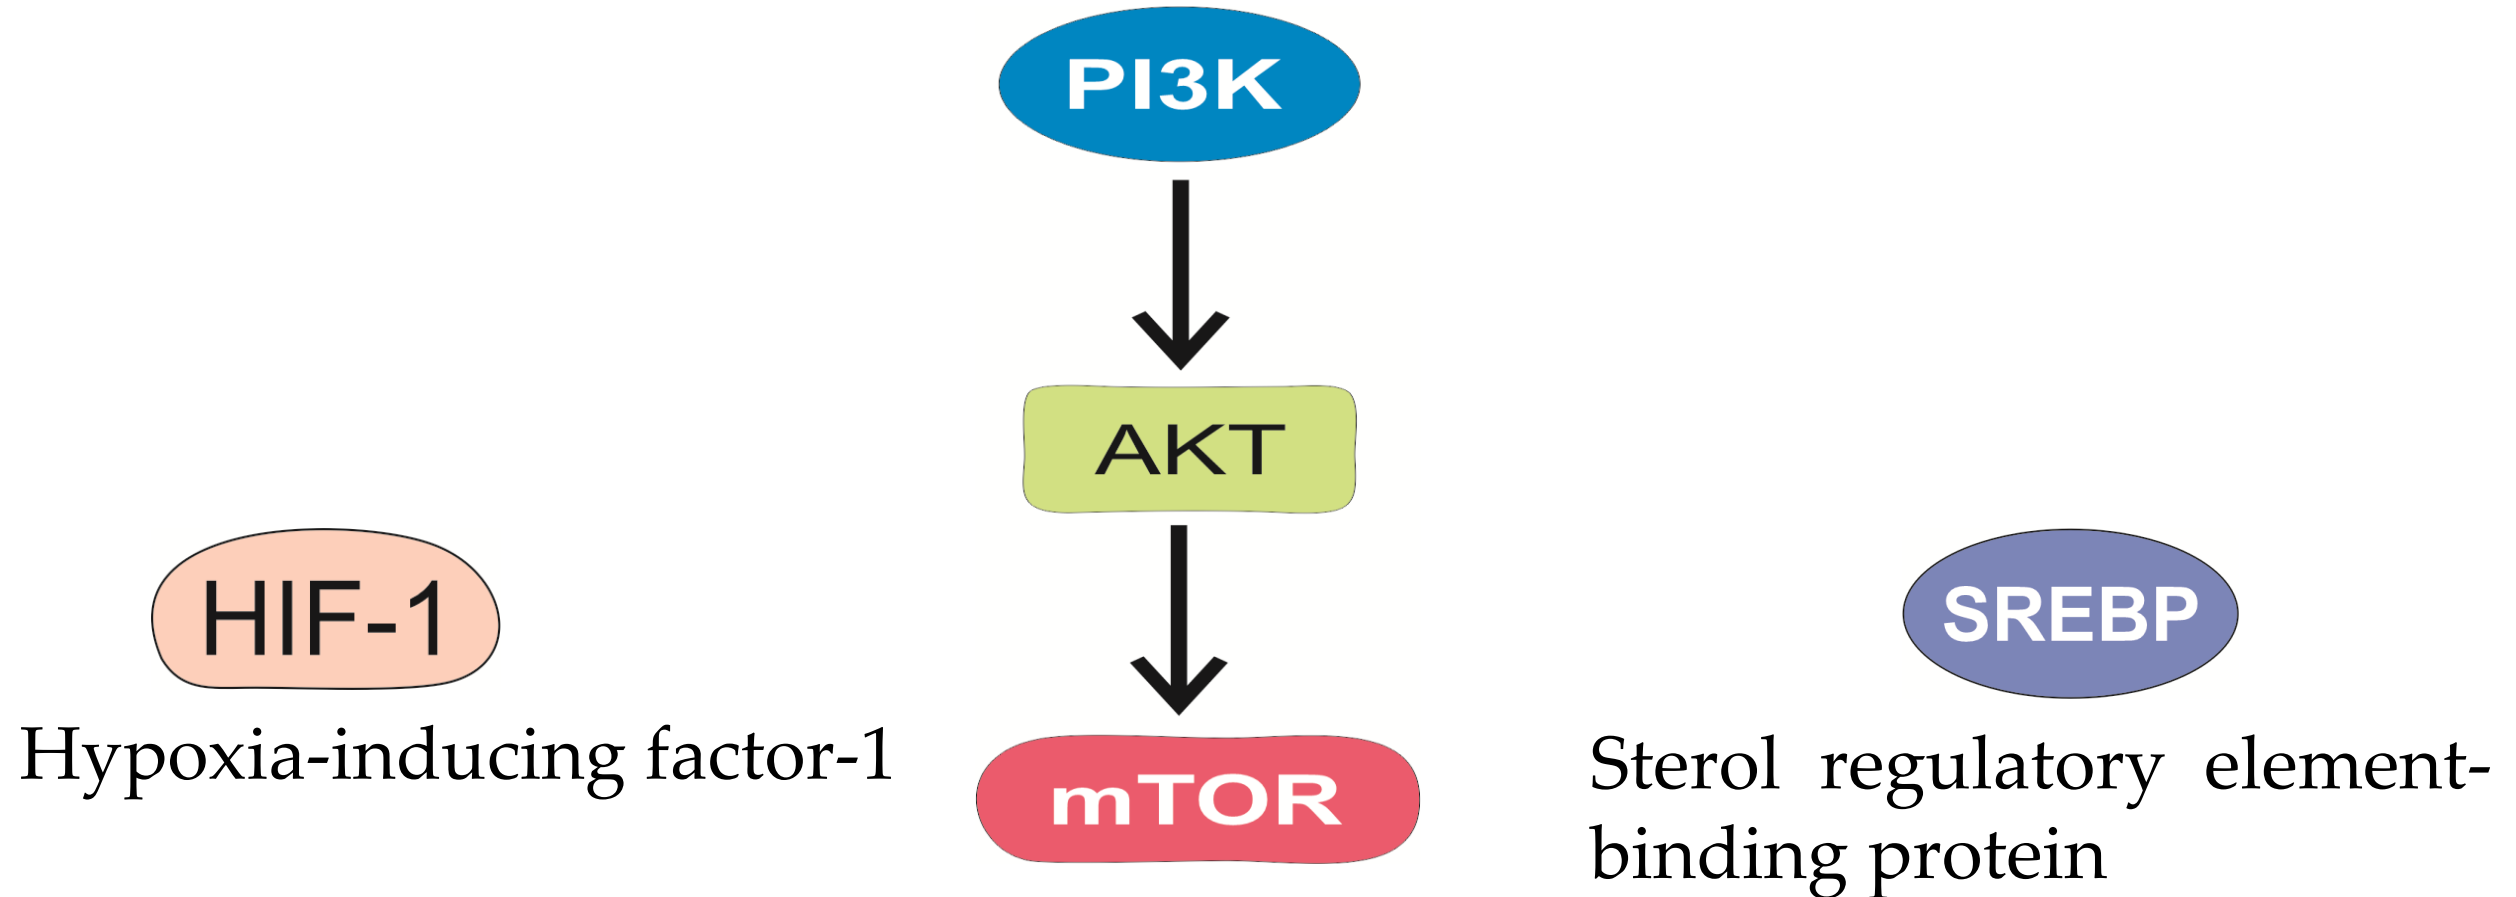 PI3K
AKT
HIF-1
SREBP
Hypoxia-inducing factor-1
mTOR
Sterol regulatory element-
binding protein